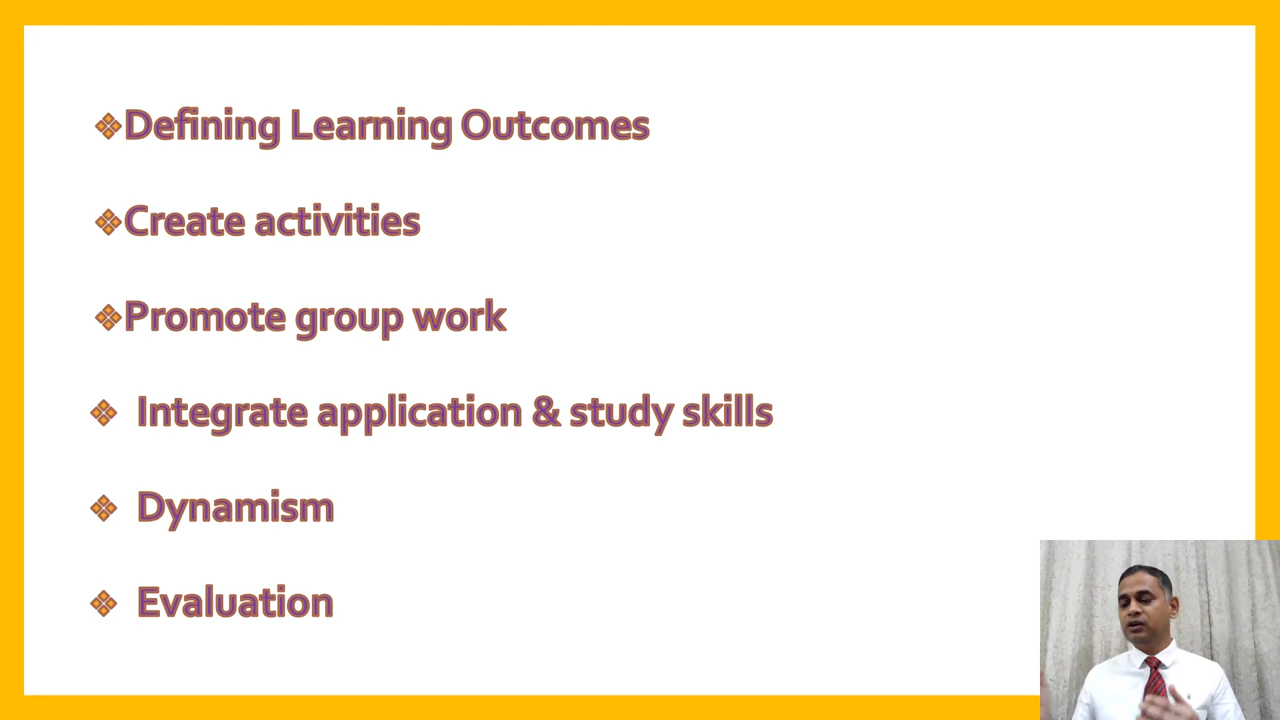 Defining Learning Outcomes
Create activities
Promote group work
Integrate application & study skills
Dynamism
Evaluation